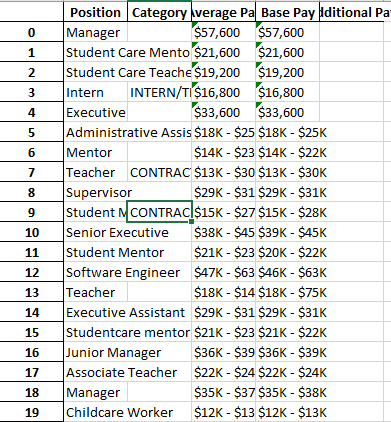 Position Category Average Pa Base Pay dditional Pa
0 Manager $57,600 $57,600
1 Student Care Mento $21,600 $21,600
2 Student Care Teache $19,200 $19,200
3 Intern INTERN/TI $16,800 $16,800
4 Executive $33,600 $33,600
5 Administrative Assis $18K - $25 $18K - $25K
6 Mentor $14K - $23 $14K - $22K
7 Teacher CONTRAC $13K - $30 $13K - $30K
8 Supervisor $29K - $31 $29K - $31K
9 Student M CONTRAC $15K - $27 $15K - $28K
10 Senior Executive $38K - $45 $39K - $45K
11 Student Mentor $21K - $23 $20K - $22K
12 Software Engineer $47K - $63 $46K - $63K
13 Teacher $18K - $14 $18K - $75K
14 Executive Assistant $29K - $31 $29K - $31K
15 Studentcare mentor $21K - $23 $21K - $22K
16 Junior Manager $36K - $39 $36K - $39K
17 Associate Teacher $22K - $24 $22K - $24K
18 Manager $35K - $37 $35K - $38K
19 Childcare Worker $12K - $13 $12K - $13K